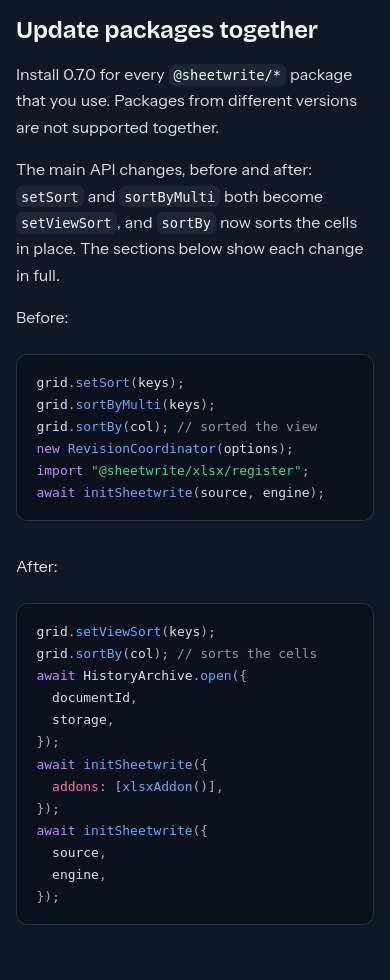 Update packages together
Install 0.7.0 for every @sheetwrite/* package
that you use. Packages from different versions
are not supported together.
The main API changes, before and after:
setSort and sortByMulti both become
setViewSort, and sortBy now sorts the cells
in place. The sections below show each change
in full.
Before:
grid.setSort(keys);
grid.sortByMulti(keys);
grid.sortBy(col); // sorted the view
new RevisionCoordinator(options);
import "@sheetwrite/xlsx/register";
await initSheetwrite(source, engine);
After:
grid.setViewSort(keys);
grid.sortBy(col); // sorts the cells
await HistoryArchive.open({
  documentId,
  storage,
});
await initSheetwrite({
  addons: [xlsxAddon()],
});
await initSheetwrite({
  source,
  engine,
});